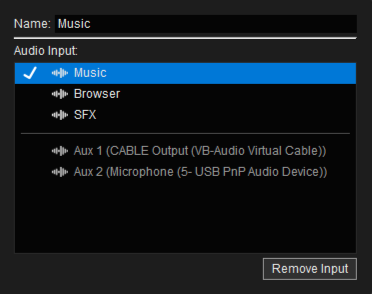 Name: Music
Audio Input:
Music
Browser
SFX
Aux 1 (CABLE Output (VB-Audio Virtual Cable))
Aux 2 (Microphone (5- USB PnP Audio Device))
Remove Input